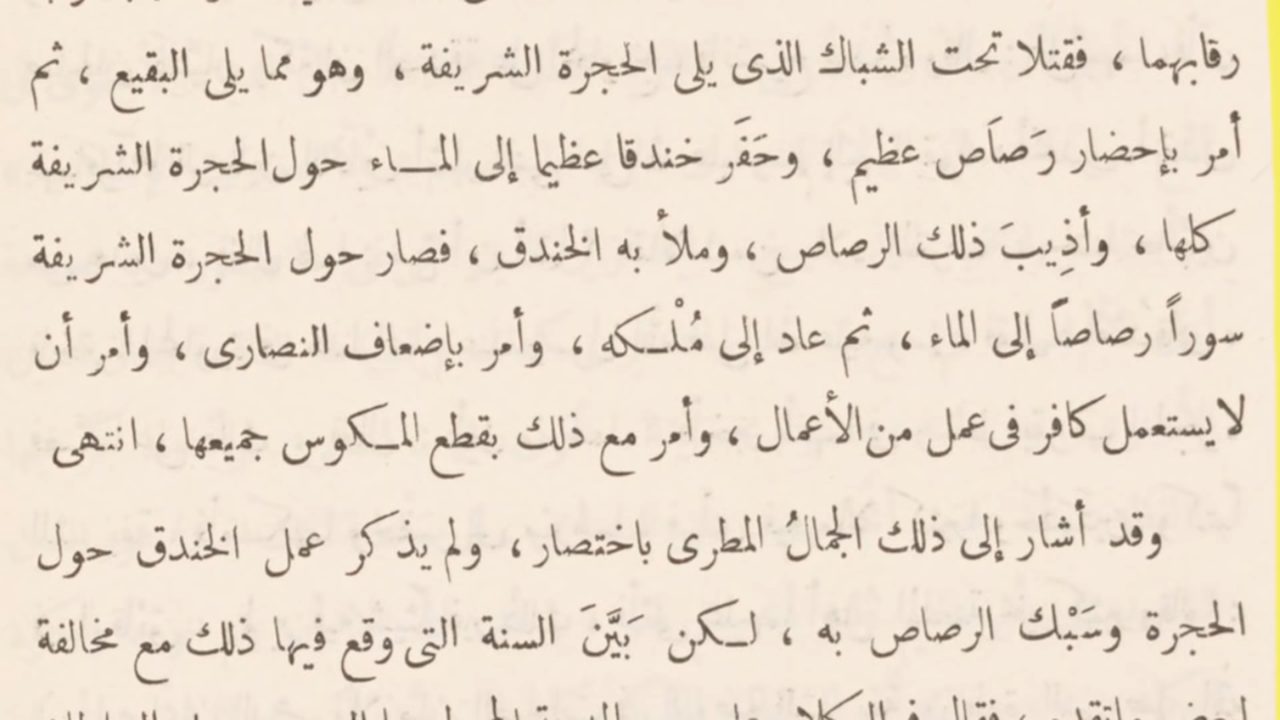 رقابهما ، فقتلا تحت الشباك الذى يلى الحجرة الشريفة ، وهو مما يلى البقيع ، ثم
أمر بإحضار رَصاَص عظيم ، وحَفَر خندقا عظيما إلى المـاء حول الحجرة الشريفة
كلها ، وأذِيبَ ذلك الرصاص ، وملأ به الخندق ، فصار حول الحجرة الشريفة
سوراً رصاصاً إلى الماء ، ثم عاد إلى مُلْـكه ، وأمر بإضعاف النصارى ، وأمر أن
لا يستعمل كافر فى عمل من الأعمال ، وأمر مع ذلك بقطع المـكوس جميعها ، انتهى
وقد أشار إلى ذلك الجمالُ المطرى باختصار ، ولم يذكر عمل الخندق حول
الحجرة وسَبْك الرصاص به ، لـكن بَيَّنَ السنة التى وقع فيها ذلك مع مخالفة